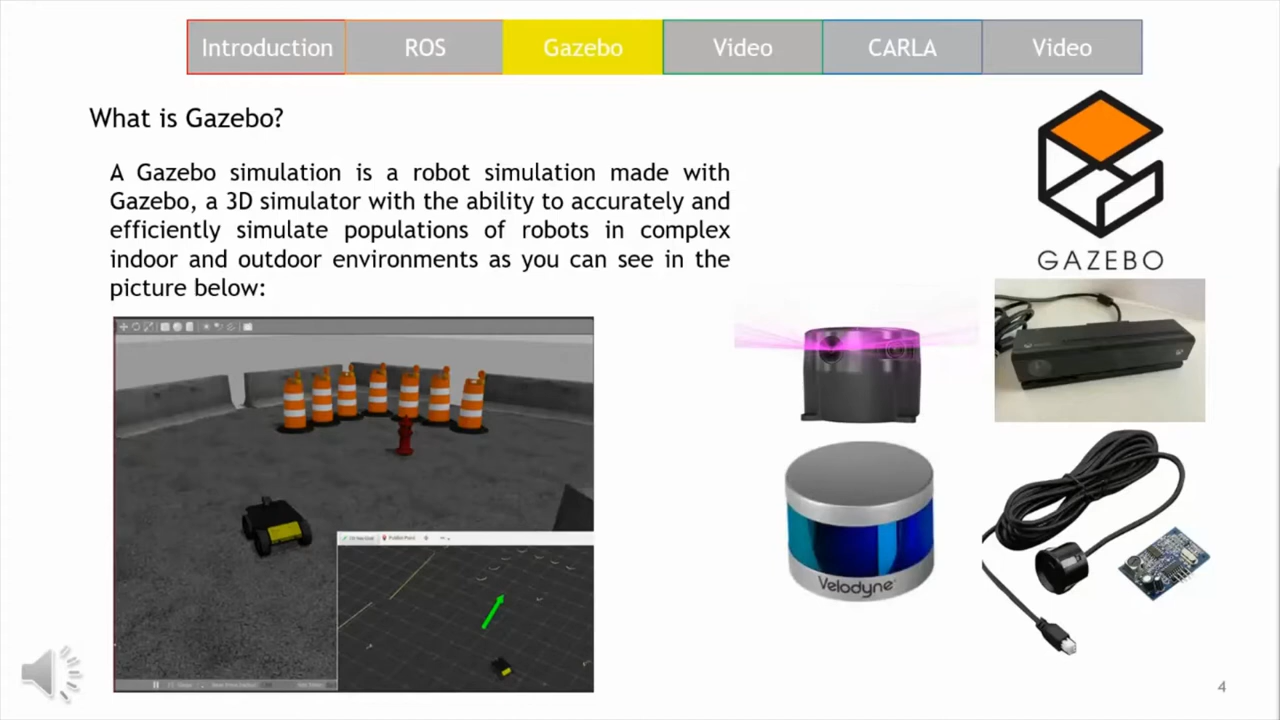 Introduction
ROS
Gazebo
Video
CARLA
Video
What is Gazebo?
A Gazebo simulation is a robot simulation made with
Gazebo, a 3D simulator with the ability to accurately and
efficiently simulate populations of robots in complex
indoor and outdoor environments as you can see in the
picture below:
GAZEBO
Velodyne
4